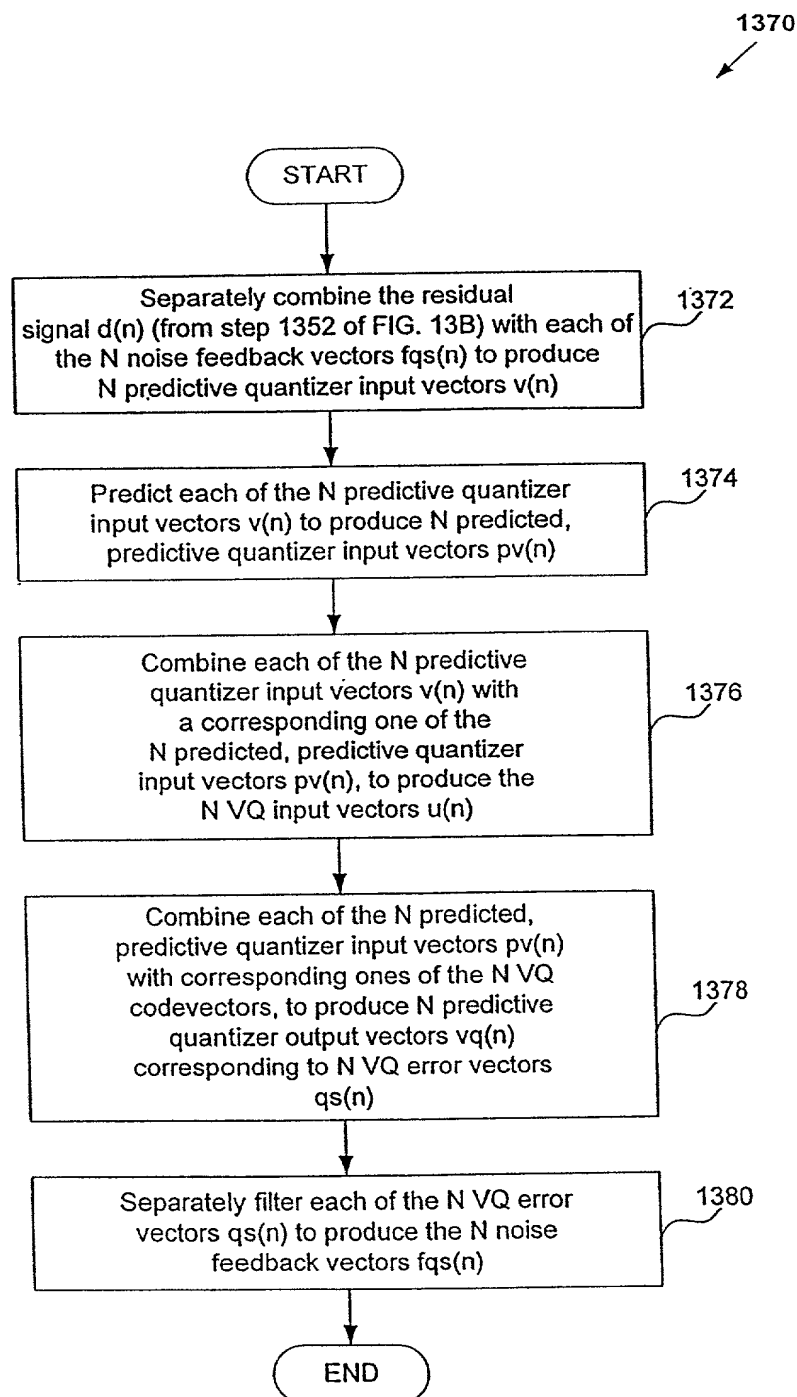 1370
START
Separately combine the residual
signal d(n) (from step 1352 of FIG. 13B) with each of
the N noise feedback vectors fqs(n) to produce
N predictive quantizer input vectors v(n)
1372
Predict each of the N predictive quantizer
input vectors v(n) to produce N predicted,
predictive quantizer input vectors pv(n)
1374
Combine each of the N predictive
quantizer input vectors v(n) with
a corresponding one of the
N predicted, predictive quantizer
input vectors pv(n), to produce the
N VQ input vectors u(n)
1376
Combine each of the N predicted,
predictive quantizer input vectors pv(n)
with corresponding ones of the N VQ
codevectors, to produce N predictive
quantizer output vectors vq(n)
corresponding to N VQ error vectors
qs(n)
1378
Separately filter each of the N VQ error
vectors qs(n) to produce the N noise
feedback vectors fqs(n)
1380
END